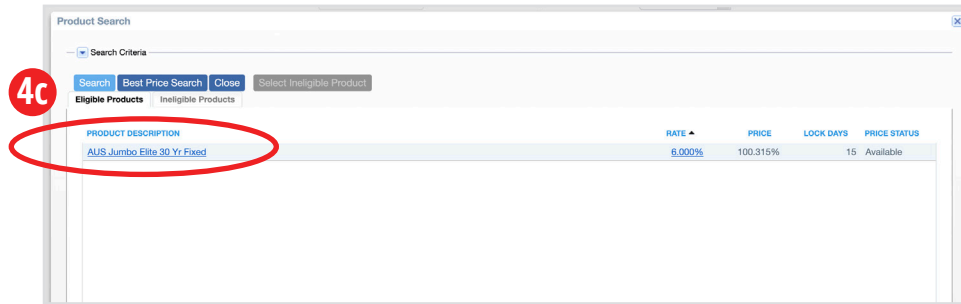 Product Search
Search Criteria
4c
Search Best Price Search Close Select Ineligible Product
Eligible Products Ineligible Products
PRODUCT DESCRIPTION RATE PRICE LOCK DAYS PRICE STATUS
AUS Jumbo Elite 30 Yr Fixed 6.000% 100.315% 15 Available